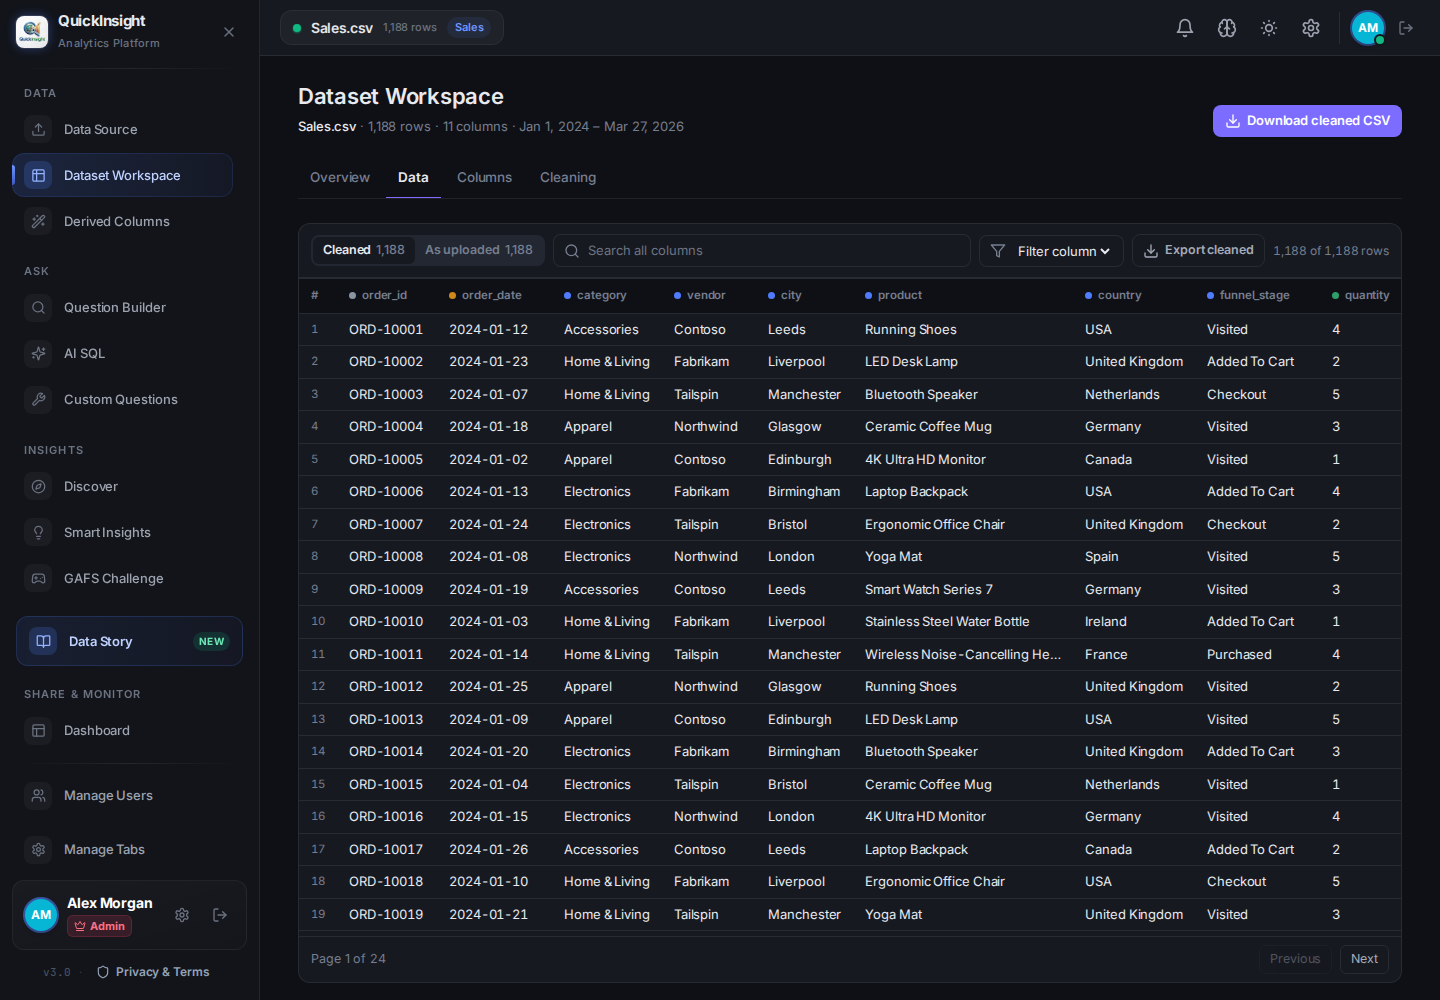 QuickInsight
Analytics Platform
DATA
Data Source
Dataset Workspace
Derived Columns
ASK
Question Builder
AI SQL
Custom Questions
INSIGHTS
Discover
Smart Insights
GAFS Challenge
Data Story NEW
SHARE & MONITOR
Dashboard
Manage Users
Manage Tabs
AM Alex Morgan
Admin
v3.0 · Privacy & Terms
Sales.csv 1,188 rows Sales
AM
Dataset Workspace
Sales.csv · 1,188 rows · 11 columns · Jan 1, 2024 – Mar 27, 2026
Download cleaned CSV
Overview Data Columns Cleaning
Cleaned 1,188 As uploaded 1,188 Search all columns Filter column Export cleaned 1,188 of 1,188 rows
# order_id order_date category vendor city product country funnel_stage quantity
1 ORD-10001 2024-01-12 Accessories Contoso Leeds Running Shoes USA Visited 4
2 ORD-10002 2024-01-23 Home & Living Fabrikam Liverpool LED Desk Lamp United Kingdom Added To Cart 2
3 ORD-10003 2024-01-07 Home & Living Tailspin Manchester Bluetooth Speaker Netherlands Checkout 5
4 ORD-10004 2024-01-18 Apparel Northwind Glasgow Ceramic Coffee Mug Germany Visited 3
5 ORD-10005 2024-01-02 Apparel Contoso Edinburgh 4K Ultra HD Monitor Canada Visited 1
6 ORD-10006 2024-01-13 Electronics Fabrikam Birmingham Laptop Backpack USA Added To Cart 4
7 ORD-10007 2024-01-24 Electronics Tailspin Bristol Ergonomic Office Chair United Kingdom Checkout 2
8 ORD-10008 2024-01-08 Electronics Northwind London Yoga Mat Spain Visited 5
9 ORD-10009 2024-01-19 Accessories Contoso Leeds Smart Watch Series 7 Germany Visited 3
10 ORD-10010 2024-01-03 Home & Living Fabrikam Liverpool Stainless Steel Water Bottle Ireland Added To Cart 1
11 ORD-10011 2024-01-14 Home & Living Tailspin Manchester Wireless Noise-Cancelling He... France Purchased 4
12 ORD-10012 2024-01-25 Apparel Northwind Glasgow Running Shoes United Kingdom Visited 2
13 ORD-10013 2024-01-09 Apparel Contoso Edinburgh LED Desk Lamp USA Visited 5
14 ORD-10014 2024-01-20 Electronics Fabrikam Birmingham Bluetooth Speaker United Kingdom Added To Cart 3
15 ORD-10015 2024-01-04 Electronics Tailspin Bristol Ceramic Coffee Mug Netherlands Visited 1
16 ORD-10016 2024-01-15 Electronics Northwind London 4K Ultra HD Monitor Germany Visited 4
17 ORD-10017 2024-01-26 Accessories Contoso Leeds Laptop Backpack Canada Added To Cart 2
18 ORD-10018 2024-01-10 Home & Living Fabrikam Liverpool Ergonomic Office Chair USA Checkout 5
19 ORD-10019 2024-01-21 Home & Living Tailspin Manchester Yoga Mat United Kingdom Visited 3
Page 1 of 24 Previous Next